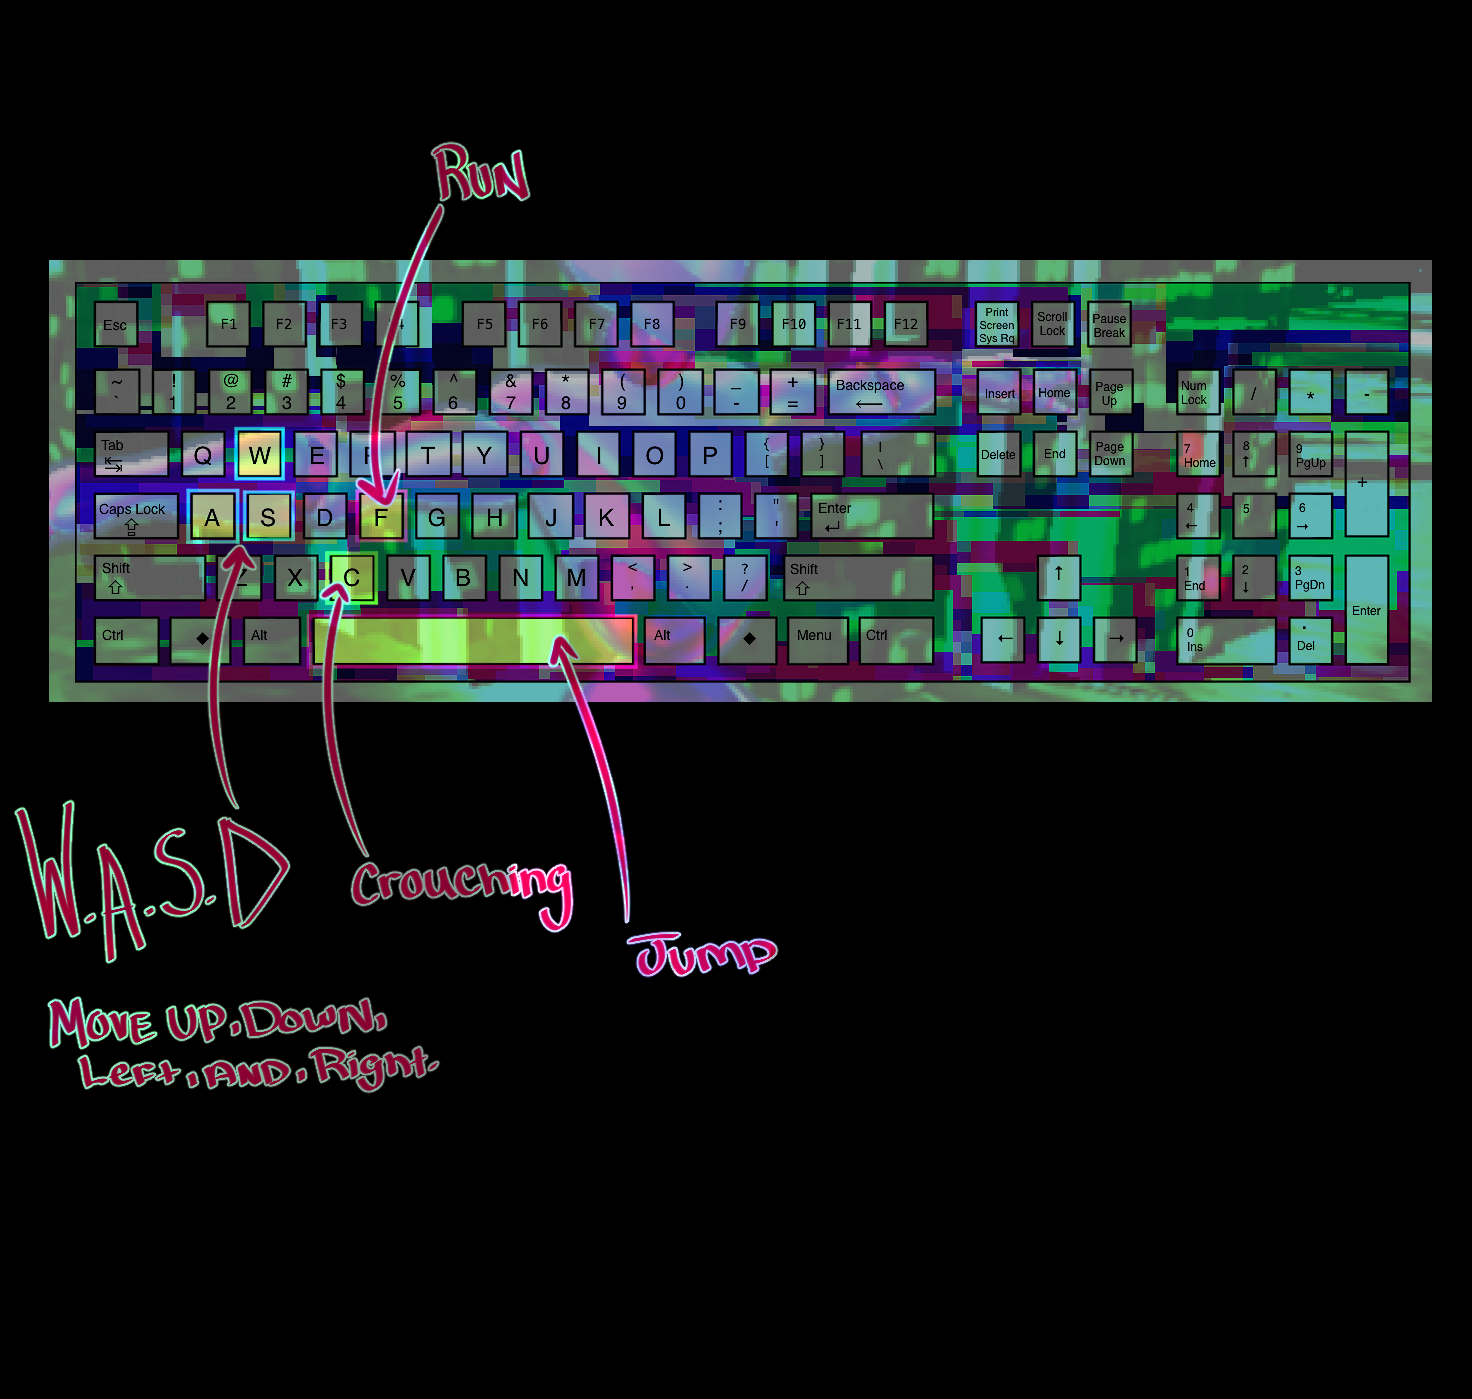 RUN
Esc F1 F2 F3 4 F5 F6 F7 F8 F9 F10 F11 F12 Print Screen Sys Rq Scroll Lock Pause Break
~ ` ! 1 @ 2 # 3 $ 4 % 5 ^ 6 & 7 * 8 ( 9 ) 0 _ - + = Backspace ← Insert Home Page Up Num Lock / * -
Tab Q W E T Y U I O P { [ } ] | \ Delete End Page Down 7 Home 8 ↑ 9 PgUp +
Caps Lock A S D F G H J K L : ; " ' Enter 4 ← 5 6 →
Shift Z X C V B N M < , > . ? / Shift ↑ 1 End 2 ↓ 3 PgDn Enter
Ctrl ◆ Alt Alt ◆ Menu Ctrl ← ↓ → 0 Ins . Del
W.A.S.D
Crouching
Jump
Move UP, Down,
Left, AND, Right.